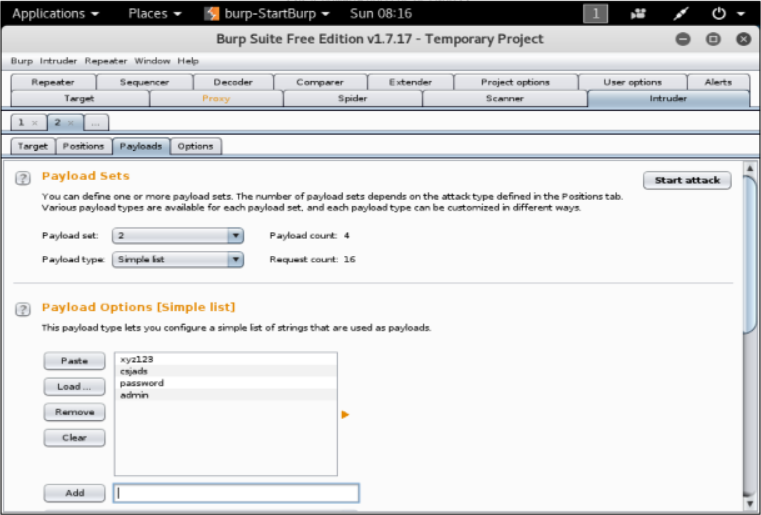 Applications Places burp-StartBurp Sun 08:16 1
Burp Suite Free Edition v1.7.17 - Temporary Project
Burp Intruder Repeater Window Help
Repeater Sequencer Decoder Comparer Extender Project options User options Alerts
Target Proxy Spider Scanner Intruder
1 × 2 × ...
Target Positions Payloads Options
? Payload Sets Start attack
You can define one or more payload sets. The number of payload sets depends on the attack type defined in the Positions tab.
Various payload types are available for each payload set, and each payload type can be customized in different ways.
Payload set: 2 Payload count: 4
Payload type: Simple list Request count: 16
? Payload Options [Simple list]
This payload type lets you configure a simple list of strings that are used as payloads.
Paste xyz123
csjads
Load ... password
admin
Remove
Clear
Add